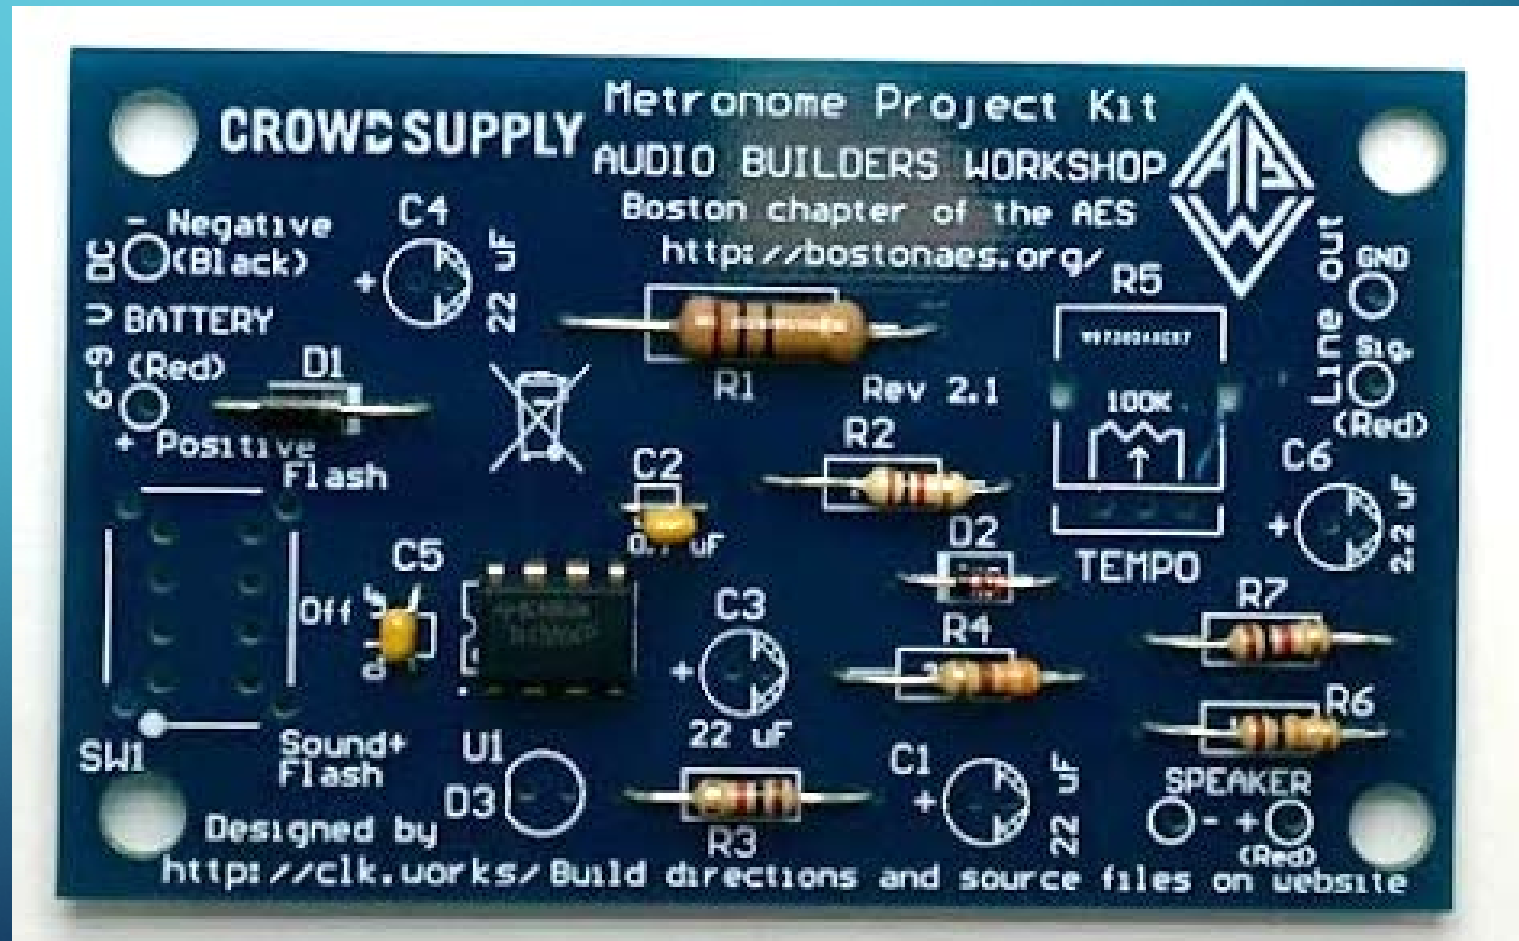 CROWD SUPPLY
Metronome Project Kit
AUDIO BUILDERS WORKSHOP
Boston chapter of the AES
http://bostonaes.org/
ABW
- Negative
(Black)
6-9 V DC
BATTERY
(Red)
+ Positive
C4
+
22 uF
D1
R1
Rev 2.1
R5
100K
TEMPO
Line out
GND
Sig.
(Red)
C6
+
2.2 uF
R2
C2
uF
D2
Flash
Off
Sound+
Flash
SW1
C5
U1
C3
+
22 uF
R4
R7
R6
D3
R3
C1
+
22 uF
SPEAKER
- +
(Red)
Designed by
http://clk.works/ Build directions and source files on website